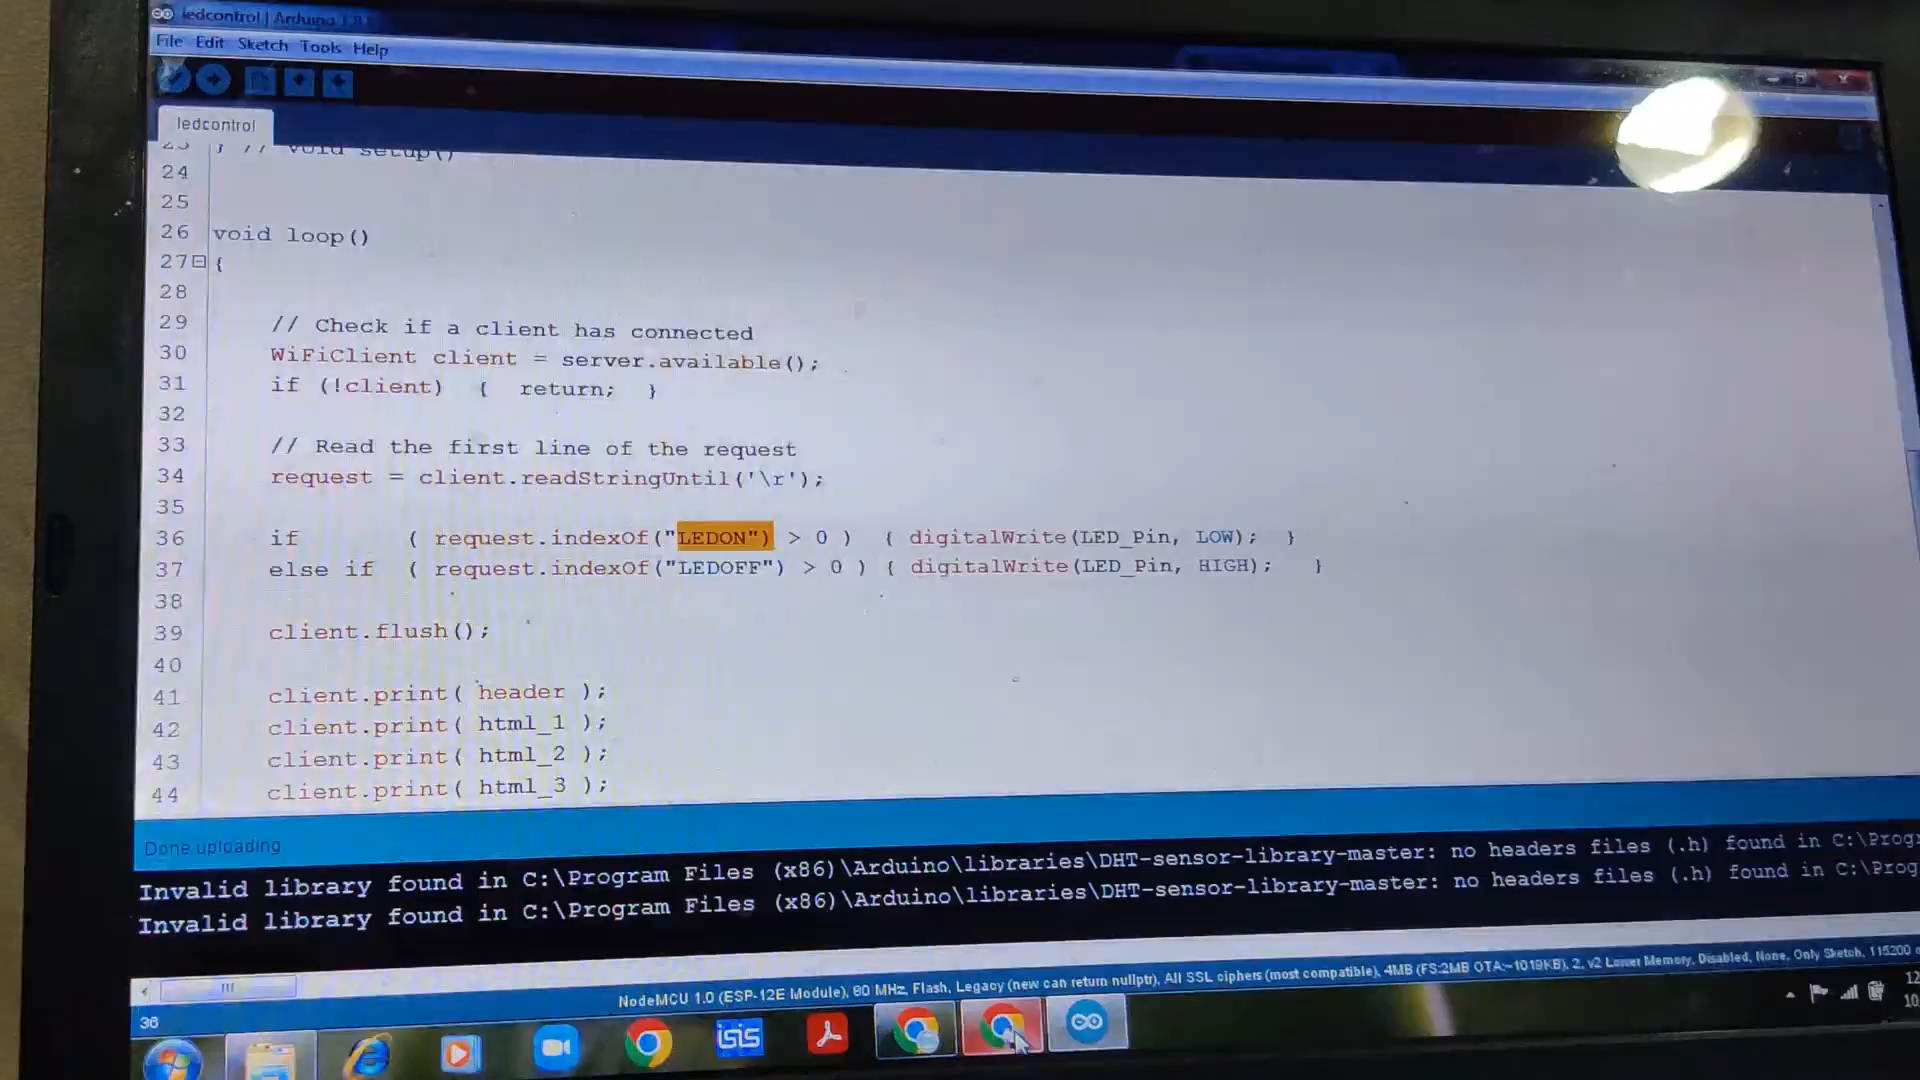 ledcontrol | Arduino 1.8
File Edit Sketch Tools Help
ledcontrol
23 } // void setup()
24
25
26 void loop()
27 {
28
29 // Check if a client has connected
30 WiFiClient client = server.available();
31 if (!client) { return; }
32
33 // Read the first line of the request
34 request = client.readStringUntil('\r');
35
36 if ( request.indexOf("LEDON") > 0 ) { digitalWrite(LED_Pin, LOW); }
37 else if ( request.indexOf("LEDOFF") > 0 ) { digitalWrite(LED_Pin, HIGH); }
38
39 client.flush();
40
41 client.print( header );
42 client.print( html_1 );
43 client.print( html_2 );
44 client.print( html_3 );
Done uploading
Invalid library found in C:\Program Files (x86)\Arduino\libraries\DHT-sensor-library-master: no headers files (.h) found in C:\Prog
Invalid library found in C:\Program Files (x86)\Arduino\libraries\DHT-sensor-library-master: no headers files (.h) found in C:\Prog
NodeMCU 1.0 (ESP-12E Module), 80 MHz, Flash, Legacy (new can return nullptr), All SSL ciphers (most compatible), 4MB (FS:2MB OTA:~1019KB), 2, v2 Lower Memory, Disabled, None, Only Sketch, 115200
36
isis
12
10